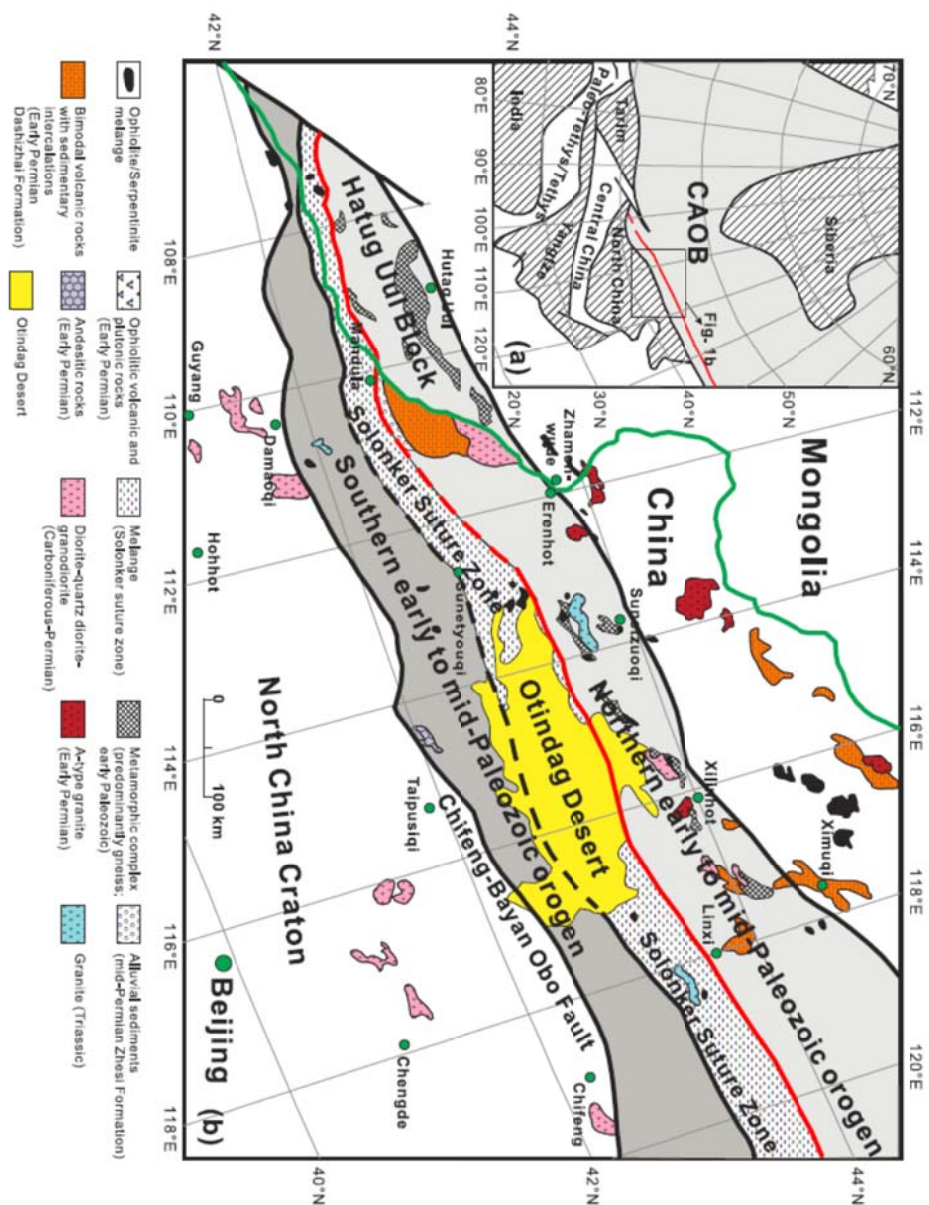 CAOB
Siberia
Tarim
Paleo-Tethys/Tethys
India
Yangtze
Central China
North China
Fig- 1b
(a)
70°N
80°E
90°E
100°E
110°E
120°E
20°N
30°N
40°N
50°N
60°N
42°N
44°N
112°E
114°E
116°E
118°E
120°E
Mongolia
China
Hatug Uul Block
Hutag Uul
Mandula
Zhamen-
wude
Erenhot
Sunitzuoqi
Xilinhot
Ximuqi
Linxi
Northern early to mid-Paleozoic orogen
Solonker Suture Zone
Otindag Desert
Solonker Suture Zone
Sunetyouqi
Southern early to mid-Paleozoic orogen
Chifeng-Bayan Obo Fault
North China Craton
Guyang
Damaoqi
Hohhot
Taipusiqi
Chengde
Chifeng
Beijing
0
100 km
(b)
108°E
110°E
112°E
114°E
116°E
118°E
40°N
42°N
44°N
Ophiolite/Serpentinite
melange
Ophiolitic volcanic and
plutonic rocks
(Early Permian)
Melange
(Solonker suture zone)
Metamorphic complex
(predominantly gneiss;
early Paleozoic)
Alluvial sediments
(mid-Permian Zhesi Formation)
Bimodal volcanic rocks
with sedimentary
intercalations
(Early Permian
Dashizhai Formation)
Andesitic rocks
(Early Permian)
Diorite-quartz diorite-
granodiorite
(Carboniferous-Permian)
A-type granite
(Early Permian)
Granite (Triassic)
Otindag Desert